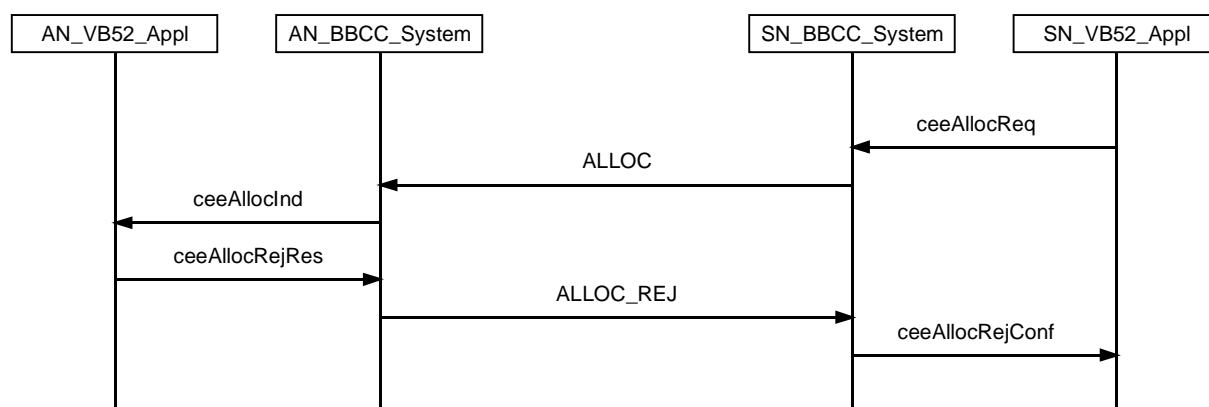 AN_VB52_Appl
AN_BBCC_System
SN_BBCC_System
SN_VB52_Appl
ceeAllocReq
ALLOC
ceeAllocInd
ceeAllocRejRes
ALLOC_REJ
ceeAllocRejConf